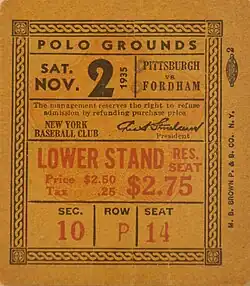 POLO GROUNDS
SAT. NOV. 2 1935
PITTSBURGH
VS.
FORDHAM
The management reserves the right to refuse
admission by refunding purchase price
NEW YORK
BASEBALL CLUB
President
LOWER STAND RES. SEAT
Price $2.50
Tax .25 $2.75
SEC. ROW SEAT
10 P 14
M. B. BROWN P. & B. CO. N. Y.
2